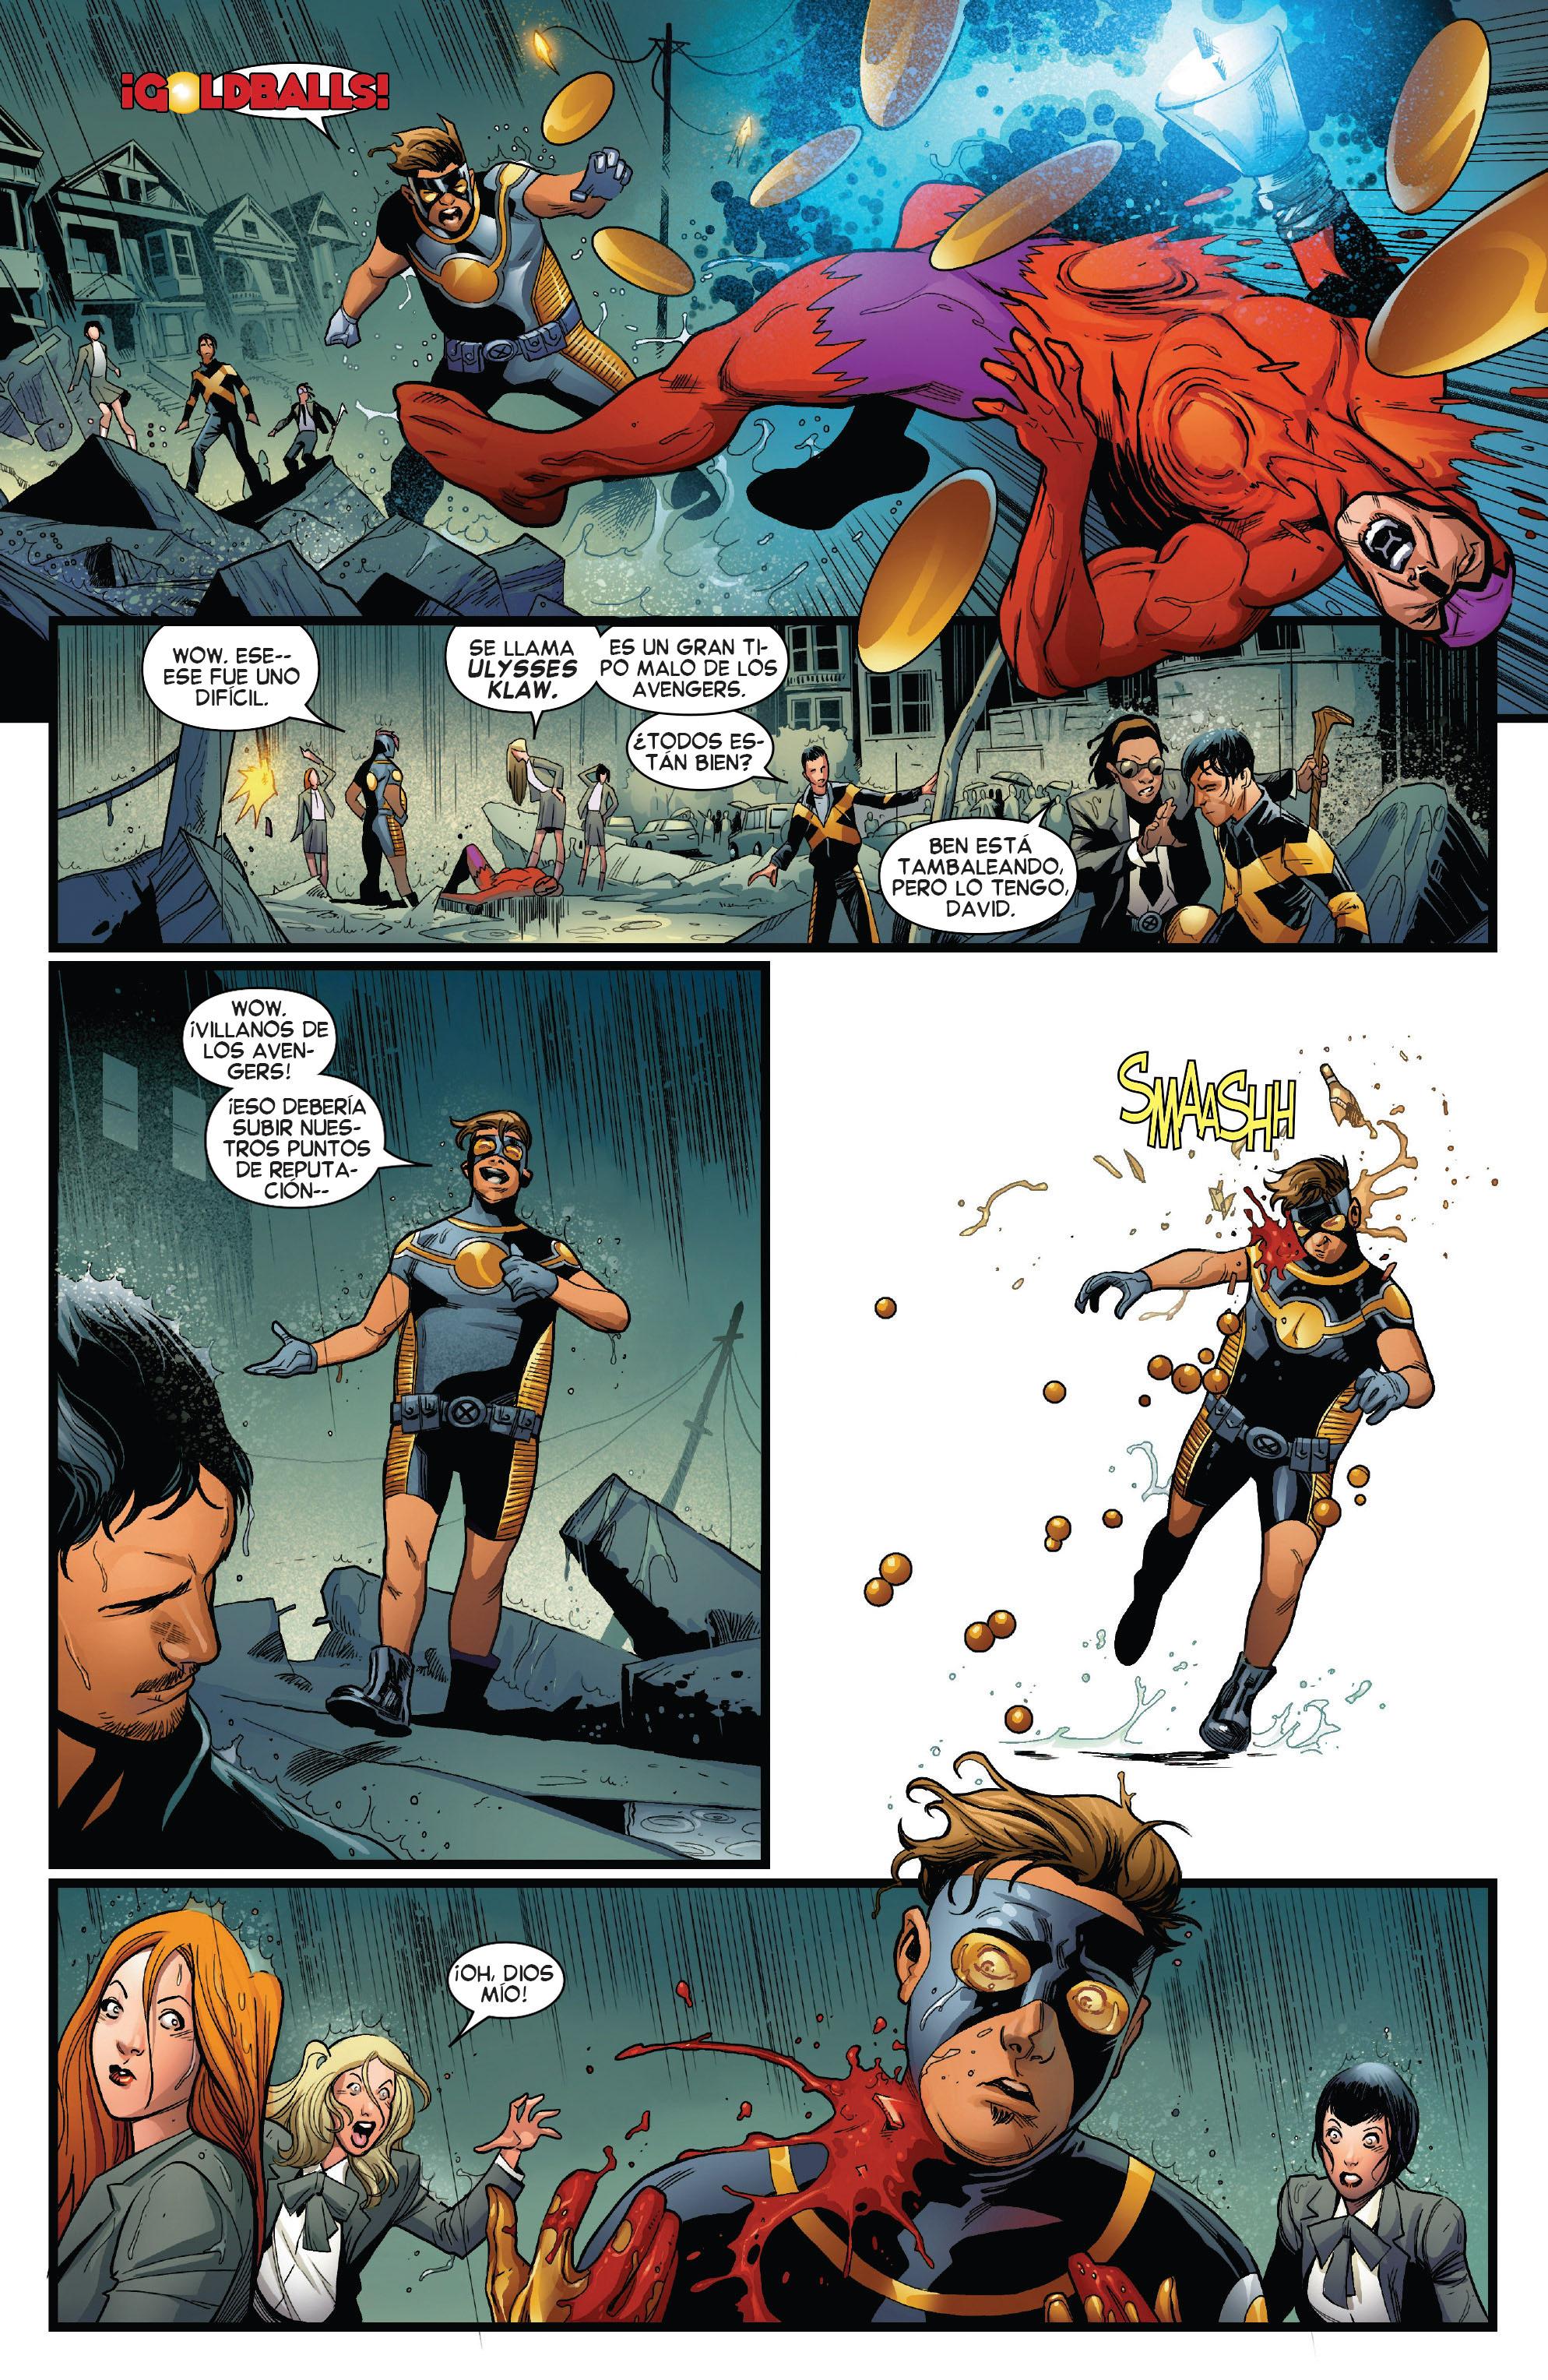 ¡GOLDBALLS!
WOW. ESE--
ESE FUE UNO
DIFÍCIL.
SE LLAMA
ULYSSES
KLAW.
ES UN GRAN TI-
PO MALO DE LOS
AVENGERS.
¿TODOS ES-
TÁN BIEN?
BEN ESTÁ
TAMBALEANDO,
PERO LO TENGO,
DAVID.
WOW.
¡VILLANOS DE
LOS AVEN-
GERS!
¡ESO DEBERÍA
SUBIR NUES-
TROS PUNTOS
DE REPUTA-
CIÓN--
SMAASHH
¡OH, DIOS
MÍO!